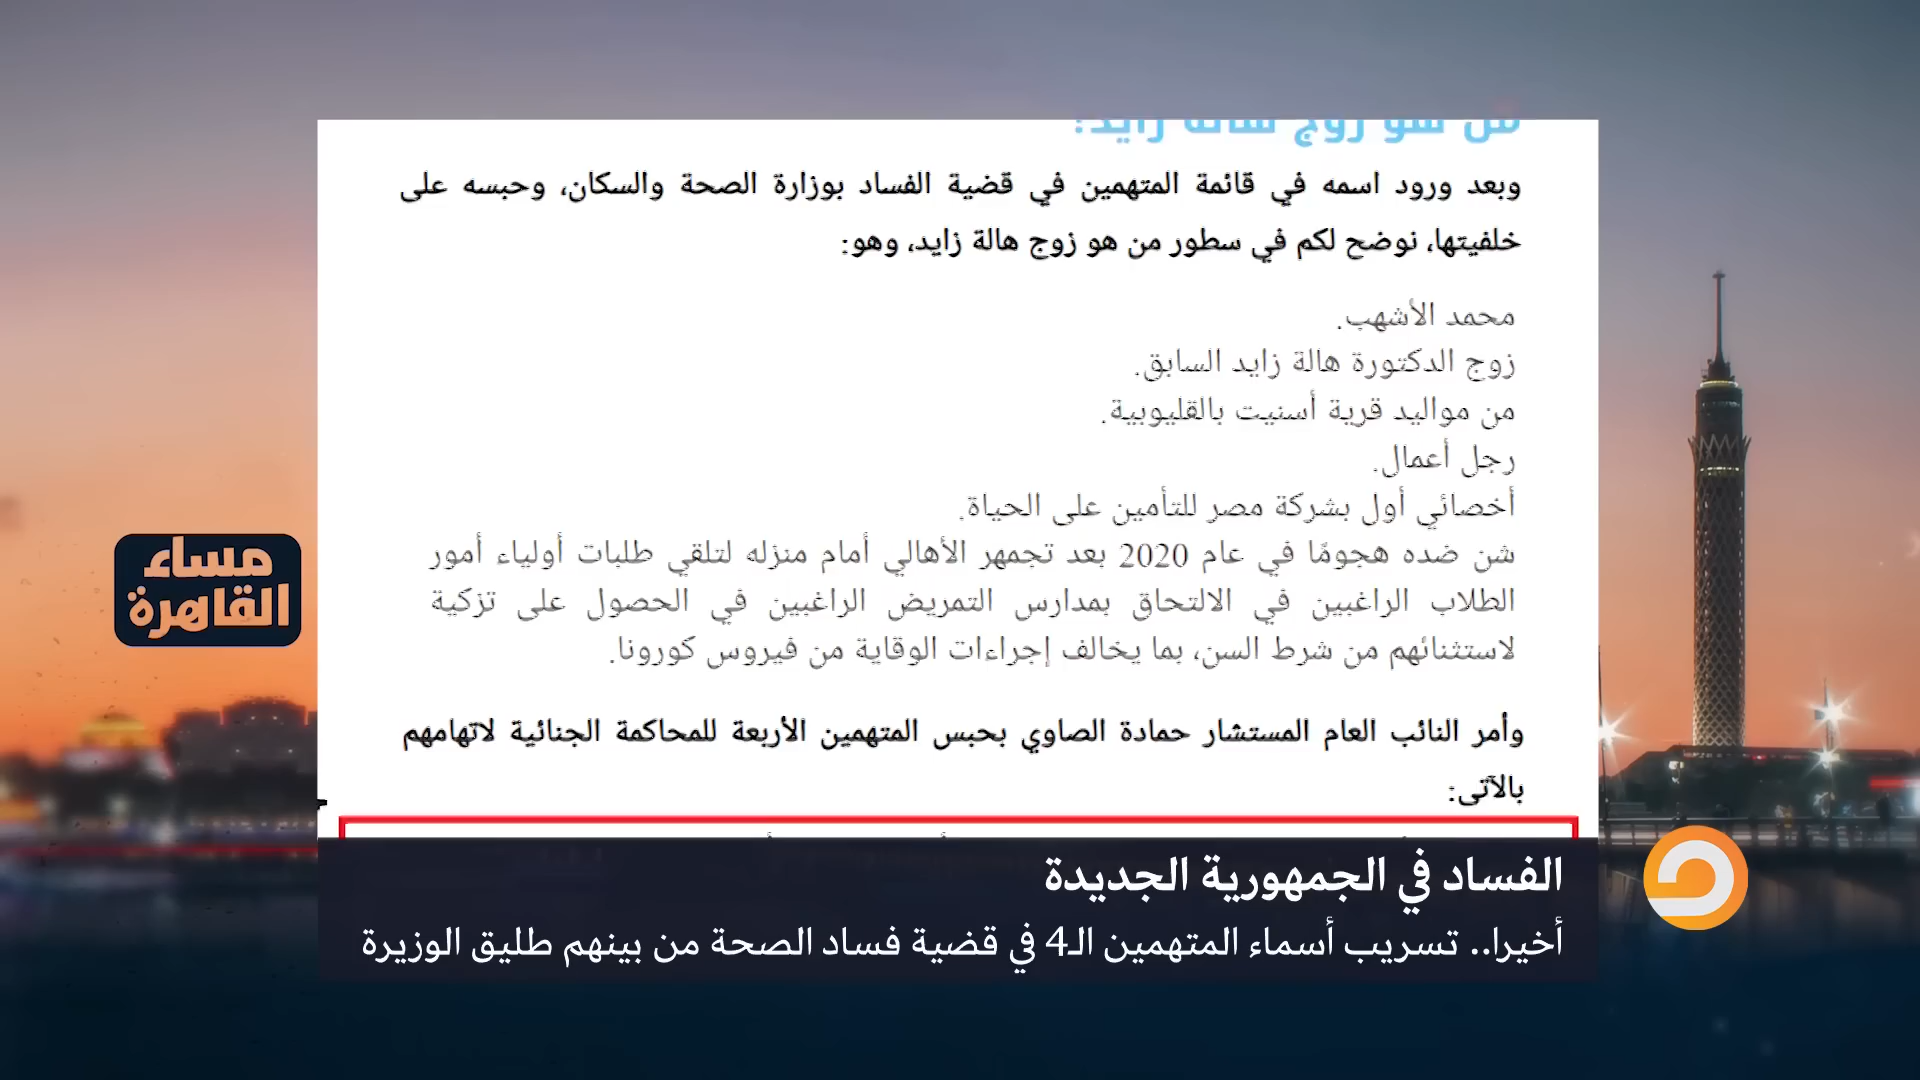 من هو زوج هالة زايد؟
وبعد ورود اسمه في قائمة المتهمين في قضية الفساد بوزارة الصحة والسكان، وحبسه على
خلفيتها، نوضح لكم في سطور من هو زوج هالة زايد، وهو:
محمد الأشهب.
زوج الدكتورة هالة زايد السابق.
من مواليد قرية أسنيت بالقليوبية.
رجل أعمال.
أخصائي أول بشركة مصر للتأمين على الحياة.
شن ضده هجومًا في عام 2020 بعد تجمهر الأهالي أمام منزله لتلقي طلبات أولياء أمور
الطلاب الراغبين في الالتحاق بمدارس التمريض الراغبين في الحصول على تزكية
لاستثنائهم من شرط السن، بما يخالف إجراءات الوقاية من فيروس كورونا.
وأمر النائب العام المستشار حمادة الصاوي بحبس المتهمين الأربعة للمحاكمة الجنائية لاتهامهم
بالآتى:
مساء
القاهرة
الفساد في الجمهورية الجديدة
أخيرا.. تسريب أسماء المتهمين الـ4 في قضية فساد الصحة من بينهم طليق الوزيرة